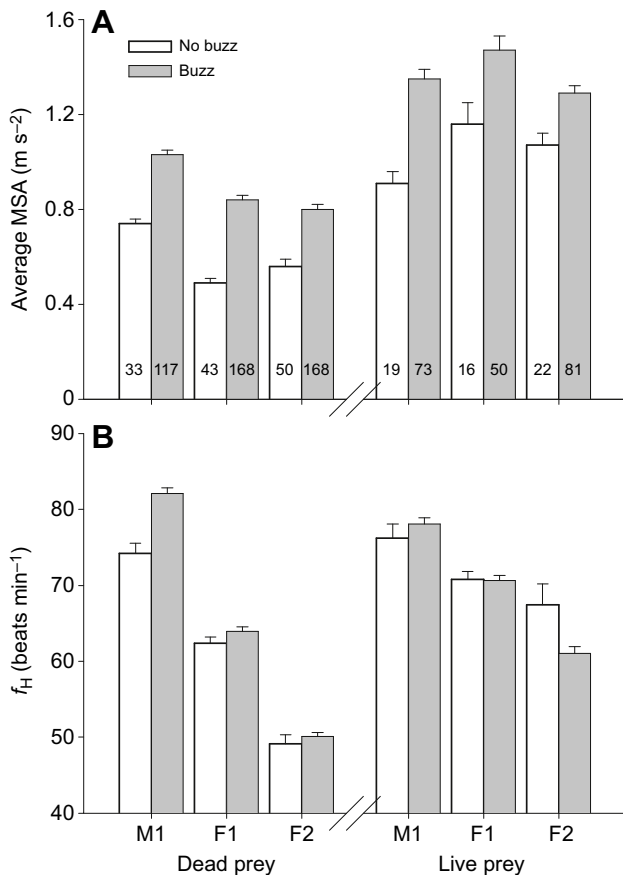 A
No buzz
Buzz
Average MSA (m s⁻²)
1.6
1.2
0.8
0.4
0
33 117 43 168 50 168 19 73 16 50 22 81
B
fH (beats min⁻¹)
90
80
70
60
50
40
M1 F1 F2 M1 F1 F2
Dead prey Live prey